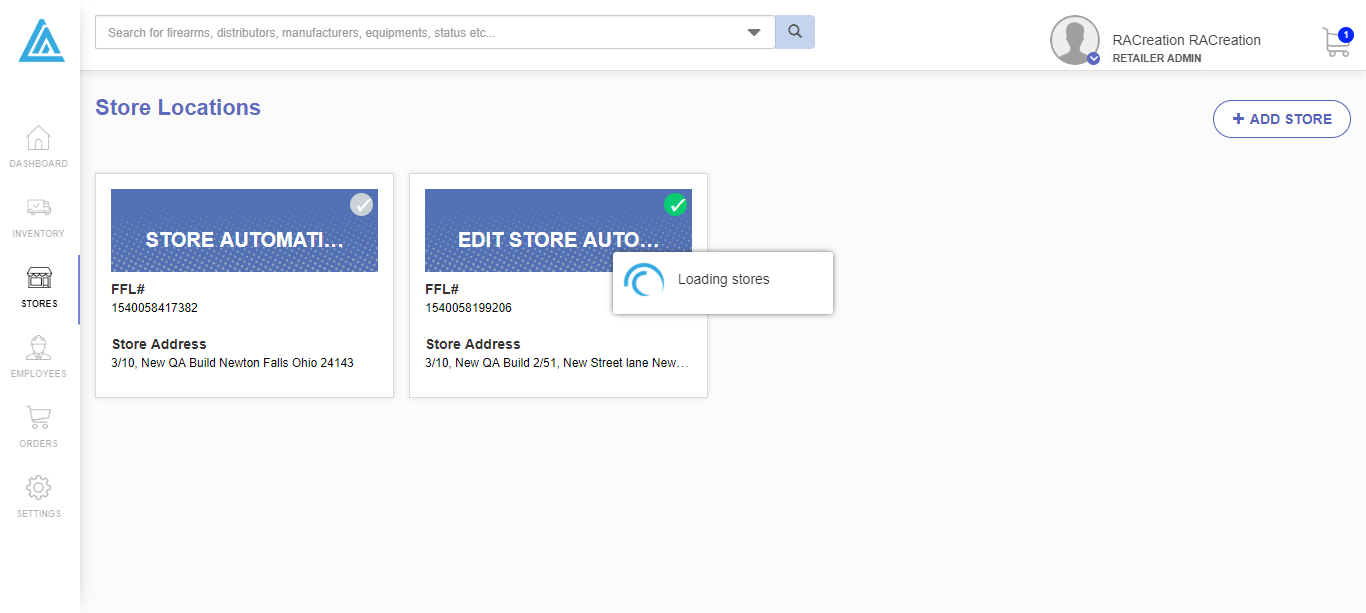 Search for firearms, distributors, manufacturers, equipments, status etc...
RACreation RACreation
RETAILER ADMIN
1
Store Locations
+ ADD STORE
DASHBOARD
INVENTORY
STORES
EMPLOYEES
ORDERS
SETTINGS
STORE AUTOMATI...
FFL#
1540058417382
Store Address
3/10, New QA Build Newton Falls Ohio 24143
EDIT STORE AUTO...
FFL#
1540058199206
Store Address
3/10, New QA Build 2/51, New Street lane New...
Loading stores